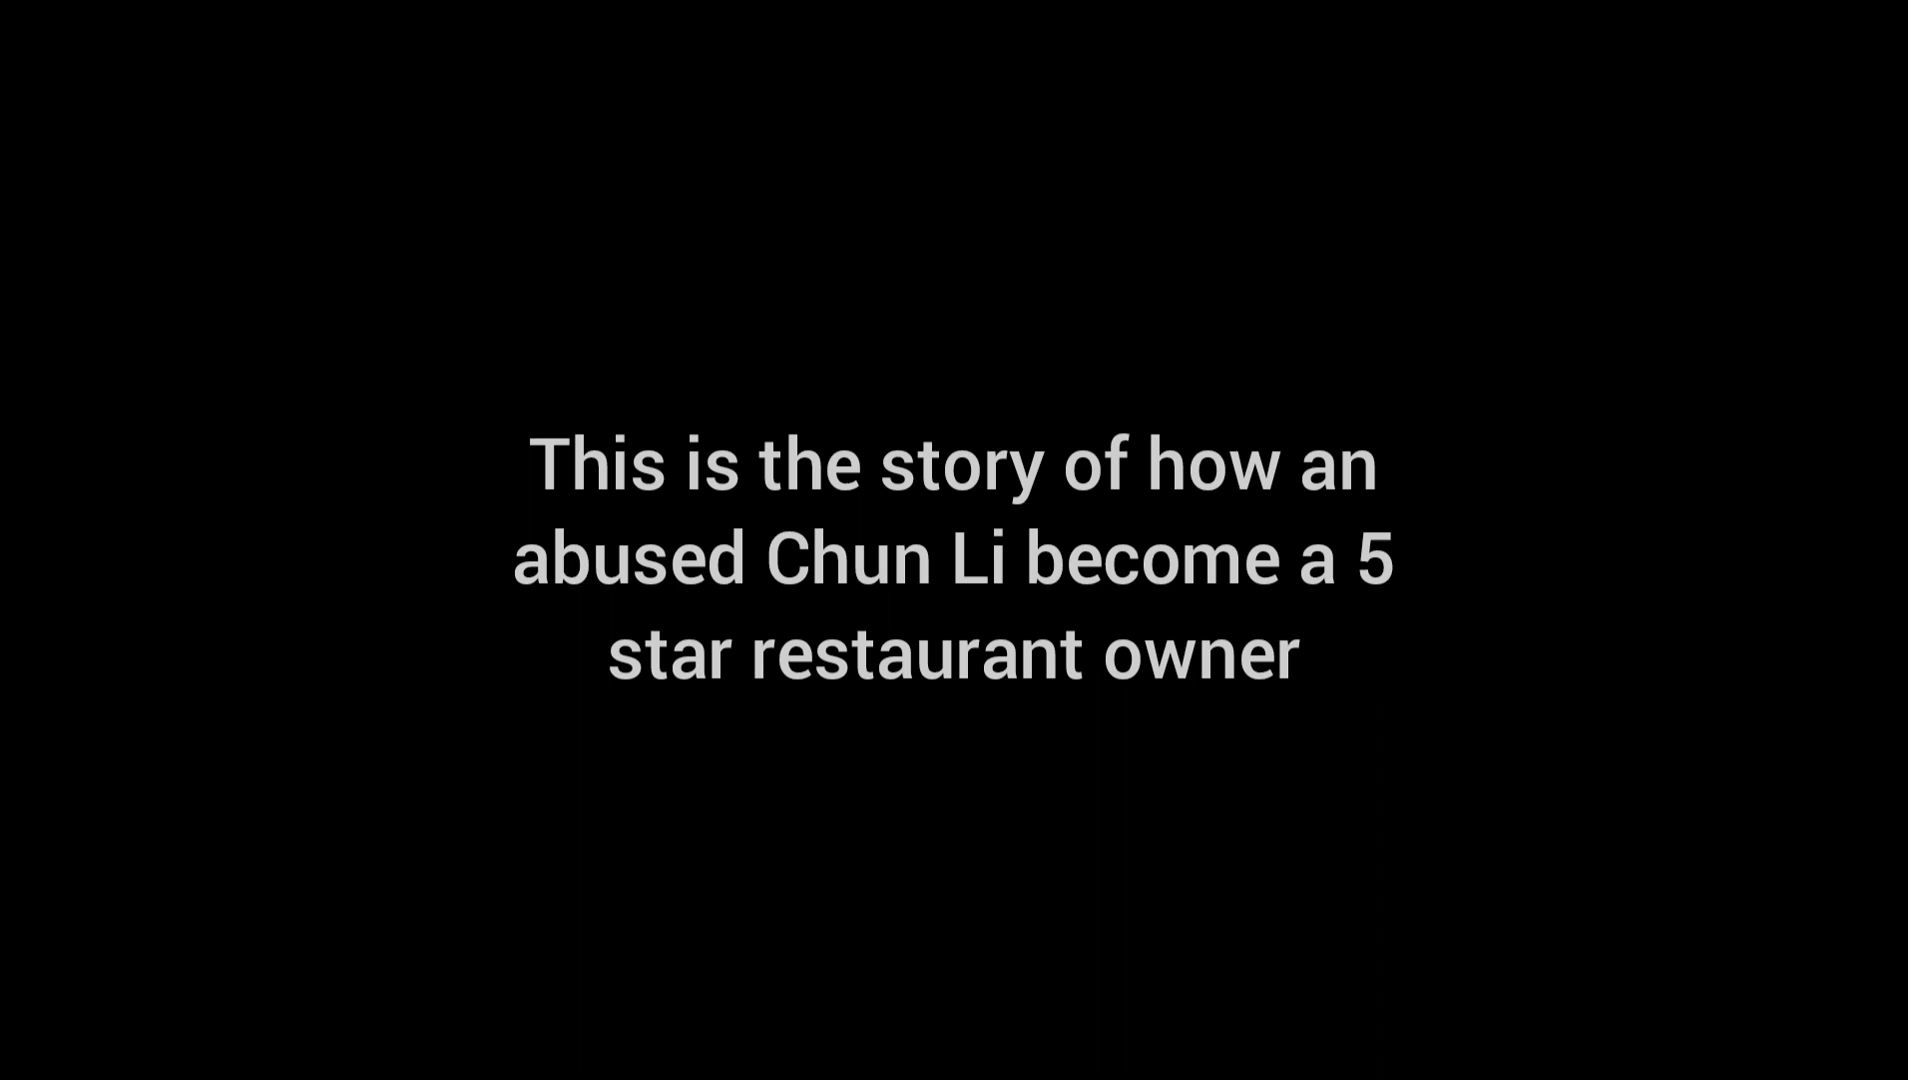 This is the story of how an
abused Chun Li become a 5
star restaurant owner